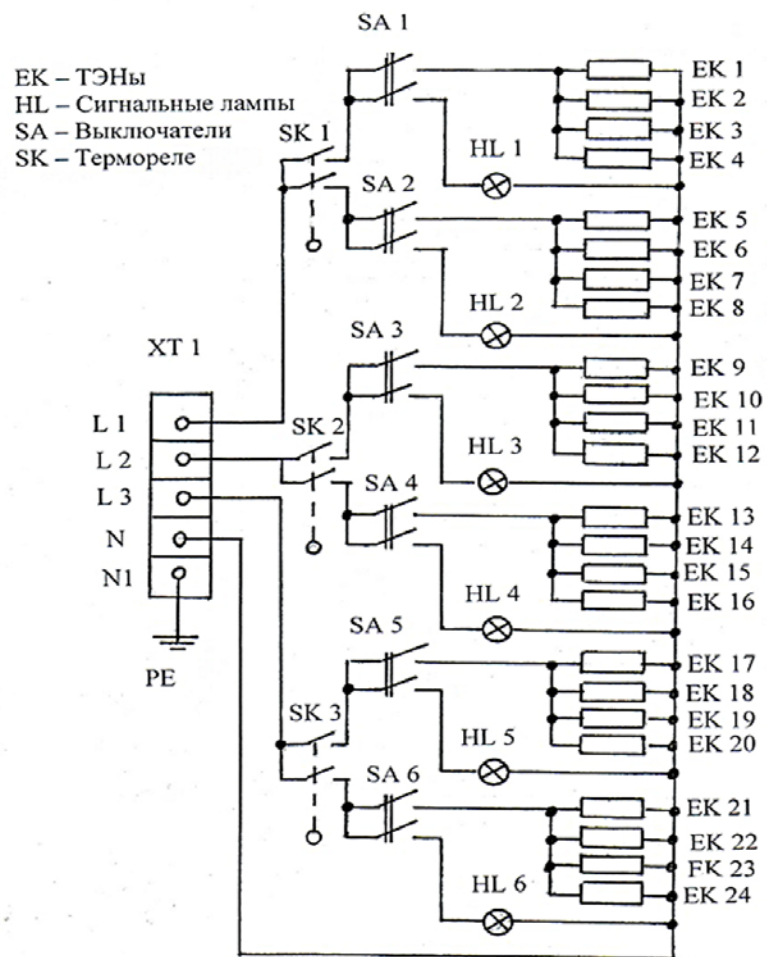 SA 1
EK – ТЭНы
HL – Сигнальные лампы
SA – Выключатели
SK – Термореле
SK 1
EK 1
EK 2
EK 3
EK 4
HL 1
SA 2
EK 5
EK 6
EK 7
EK 8
HL 2
SA 3
XT 1
EK 9
EK 10
EK 11
EK 12
L 1
SK 2
HL 3
L 2
L 3
SA 4
EK 13
EK 14
EK 15
EK 16
N
N1
HL 4
PE
SA 5
EK 17
EK 18
EK 19
EK 20
SK 3
HL 5
SA 6
EK 21
EK 22
FK 23
EK 24
HL 6